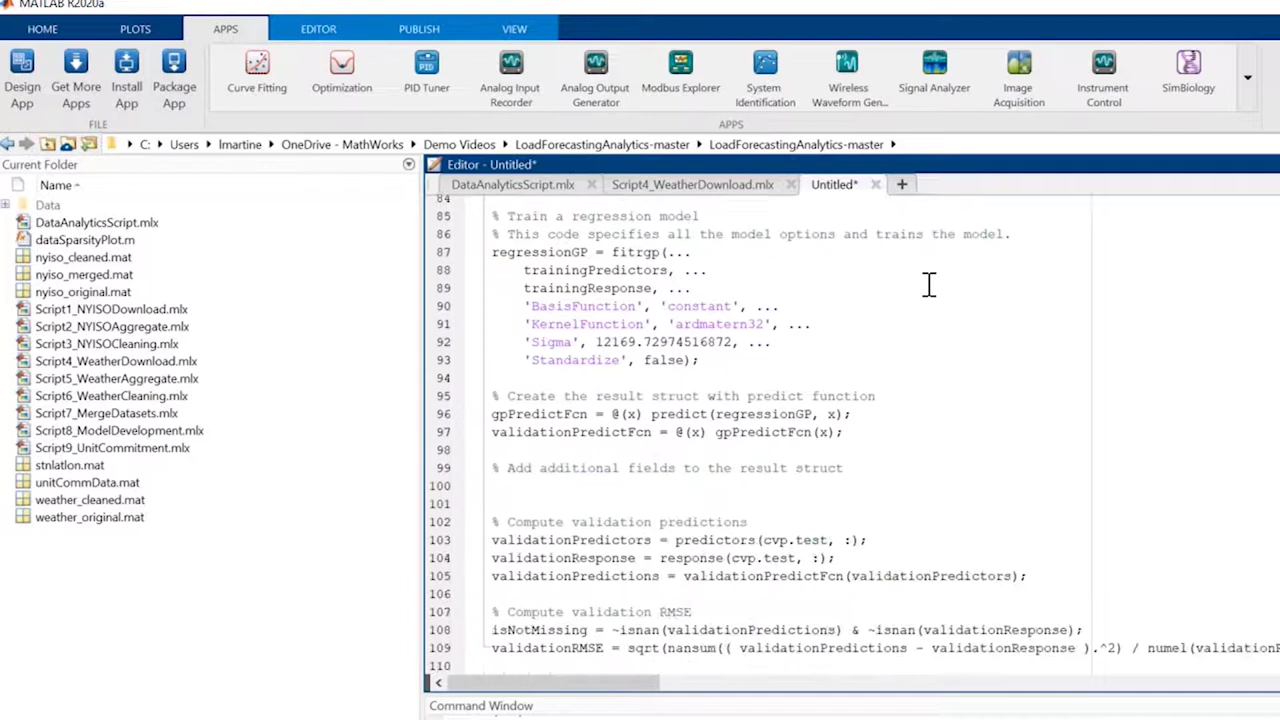 MATLAB R2020a
HOME PLOTS APPS EDITOR PUBLISH VIEW
Design App
Get More Apps
Install App
Package App
Curve Fitting
Optimization
PID Tuner
Analog Input Recorder
Analog Output Generator
Modbus Explorer
System Identification
Wireless Waveform Gen...
Signal Analyzer
Image Acquisition
Instrument Control
SimBiology
FILE
APPS
C: Users lmartine OneDrive - MathWorks Demo Videos LoadForecastingAnalytics-master LoadForecastingAnalytics-master
Current Folder
Name
Data
DataAnalyticsScript.mlx
dataSparsityPlot.m
nyiso_cleaned.mat
nyiso_merged.mat
nyiso_original.mat
Script1_NYISODownload.mlx
Script2_NYISOAggregate.mlx
Script3_NYISOCleaning.mlx
Script4_WeatherDownload.mlx
Script5_WeatherAggregate.mlx
Script6_WeatherCleaning.mlx
Script7_MergeDatasets.mlx
Script8_ModelDevelopment.mlx
Script9_UnitCommitment.mlx
stnlatlon.mat
unitCommData.mat
weather_cleaned.mat
weather_original.mat
Editor - Untitled*
DataAnalyticsScript.mlx Script4_WeatherDownload.mlx Untitled*
84
85 % Train a regression model
86 % This code specifies all the model options and trains the model.
87 regressionGP = fitrgp(...
88 trainingPredictors, ...
89 trainingResponse, ...
90 'BasisFunction', 'constant', ...
91 'KernelFunction', 'ardmatern32', ...
92 'Sigma', 12169.72974516872, ...
93 'Standardize', false);
94
95 % Create the result struct with predict function
96 gpPredictFcn = @(x) predict(regressionGP, x);
97 validationPredictFcn = @(x) gpPredictFcn(x);
98
99 % Add additional fields to the result struct
100
101
102 % Compute validation predictions
103 validationPredictors = predictors(cvp.test, :);
104 validationResponse = response(cvp.test, :);
105 validationPredictions = validationPredictFcn(validationPredictors);
106
107 % Compute validation RMSE
108 isNotMissing = ~isnan(validationPredictions) & ~isnan(validationResponse);
109 validationRMSE = sqrt(nansum(( validationPredictions - validationResponse ).^2) / numel(validationR
110
Command Window